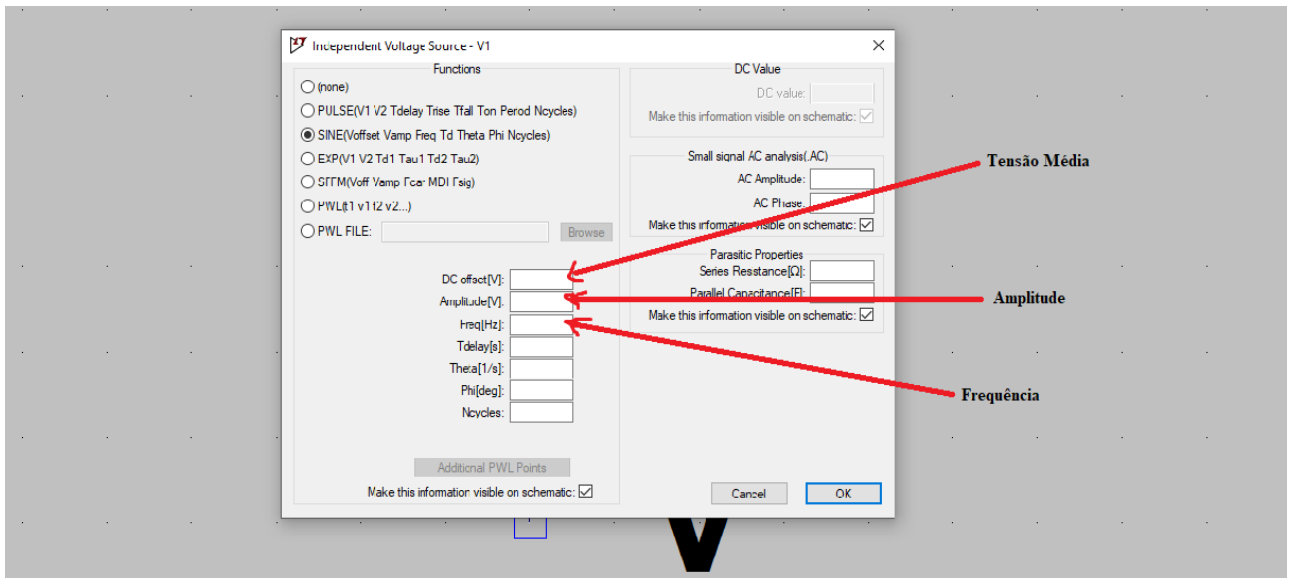 Independent Voltage Source - V1
Functions
(none)
PULSE(V1 V2 Tdelay Trise Tfall Ton Perod Ncycles)
SINE(Voffset Vamp Freq Td Theta Phi Ncycles)
EXP(V1 V2 Td1 Tau1 Td2 Tau2)
SFFM(Voff Vamp Fcar MDI Fsig)
PWL(t1 v1 t2 v2...)
PWL FILE:
Browse
DC offset[V]:
Amplitude[V]:
Freq[Hz]:
Tdelay[s]:
Theta[1/s]:
Phi[deg]:
Ncycles:
Additional PWL Points
Make this information visible on schematic:
DC Value
DC value:
Make this information visible on schematic:
Small signal AC analysis(.AC)
AC Amplitude:
AC Phase:
Make this information visible on schematic:
Parasitic Properties
Series Resistance[Ω]:
Parallel Capacitance[F]:
Make this information visible on schematic:
Cancel
OK
Tensão Média
Amplitude
Frequência
V